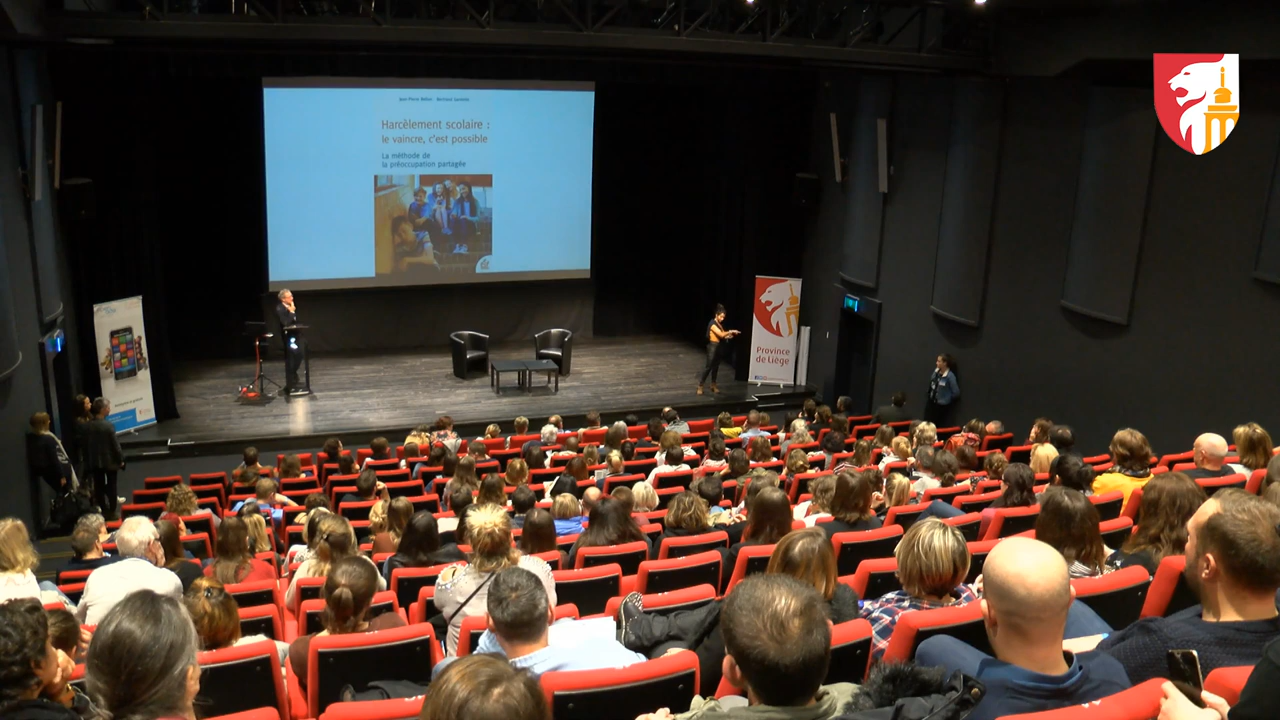 Harcèlement scolaire :
le vaincre, c'est possible
La méthode de
la préoccupation partagée
Province
de Liège